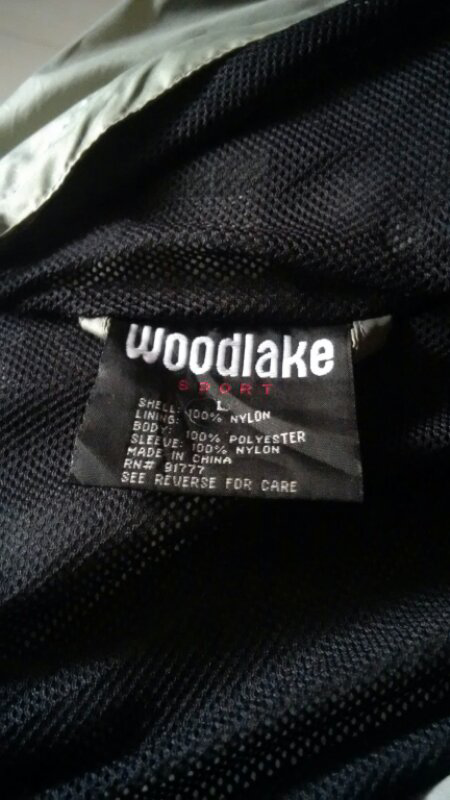 woodlake
SPORT
L
SHELL: 100% NYLON
LINING:
BODY: 100% POLYESTER
SLEEVE: 100% NYLON
MADE IN CHINA
RN# 91777
SEE REVERSE FOR CARE